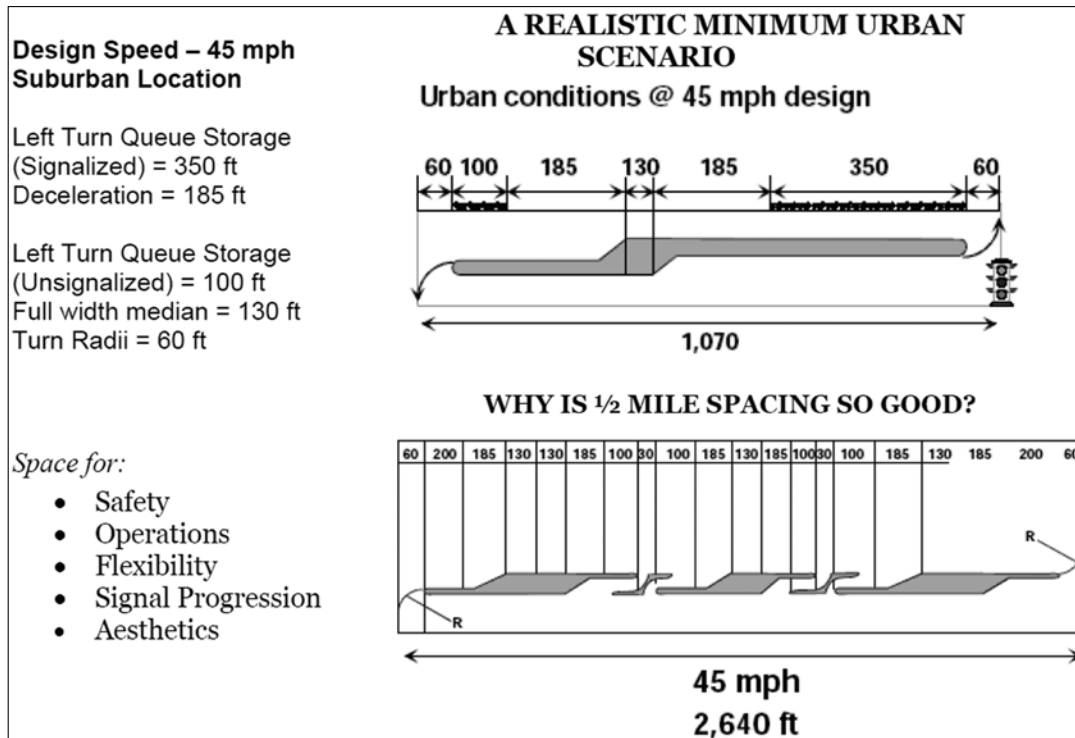 Design Speed – 45 mph
Suburban Location
Left Turn Queue Storage
(Signalized) = 350 ft
Deceleration = 185 ft
Left Turn Queue Storage
(Unsignalized) = 100 ft
Full width median = 130 ft
Turn Radii = 60 ft
Space for:
• Safety
• Operations
• Flexibility
• Signal Progression
• Aesthetics
A REALISTIC MINIMUM URBAN
SCENARIO
Urban conditions @ 45 mph design
60 100 185 130 185 350 60
1,070
WHY IS ½ MILE SPACING SO GOOD?
60 200 185 130 130 185 100 30 100 185 130 185 100 30 100 185 130 185 200 60
R
R
45 mph
2,640 ft